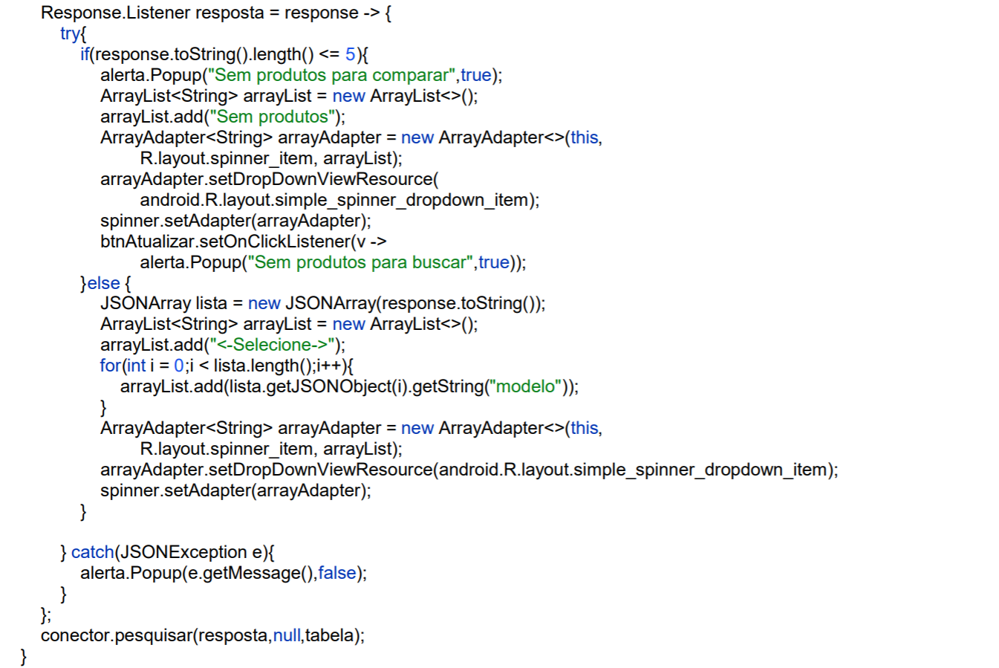 Response.Listener resposta = response -> {
try{
if(response.toString().length() <= 5){
alerta.Popup("Sem produtos para comparar",true);
ArrayList<String> arrayList = new ArrayList<>();
arrayList.add("Sem produtos");
ArrayAdapter<String> arrayAdapter = new ArrayAdapter<>(this,
R.layout.spinner_item, arrayList);
arrayAdapter.setDropDownViewResource(
android.R.layout.simple_spinner_dropdown_item);
spinner.setAdapter(arrayAdapter);
btnAtualizar.setOnClickListener(v ->
alerta.Popup("Sem produtos para buscar",true));
}else {
JSONArray lista = new JSONArray(response.toString());
ArrayList<String> arrayList = new ArrayList<>();
arrayList.add("<-Selecione->");
for(int i = 0;i < lista.length();i++){
arrayList.add(lista.getJSONObject(i).getString("modelo"));
}
ArrayAdapter<String> arrayAdapter = new ArrayAdapter<>(this,
R.layout.spinner_item, arrayList);
arrayAdapter.setDropDownViewResource(android.R.layout.simple_spinner_dropdown_item);
spinner.setAdapter(arrayAdapter);
}
} catch(JSONException e){
alerta.Popup(e.getMessage(),false);
}
};
conector.pesquisar(resposta,null,tabela);
}